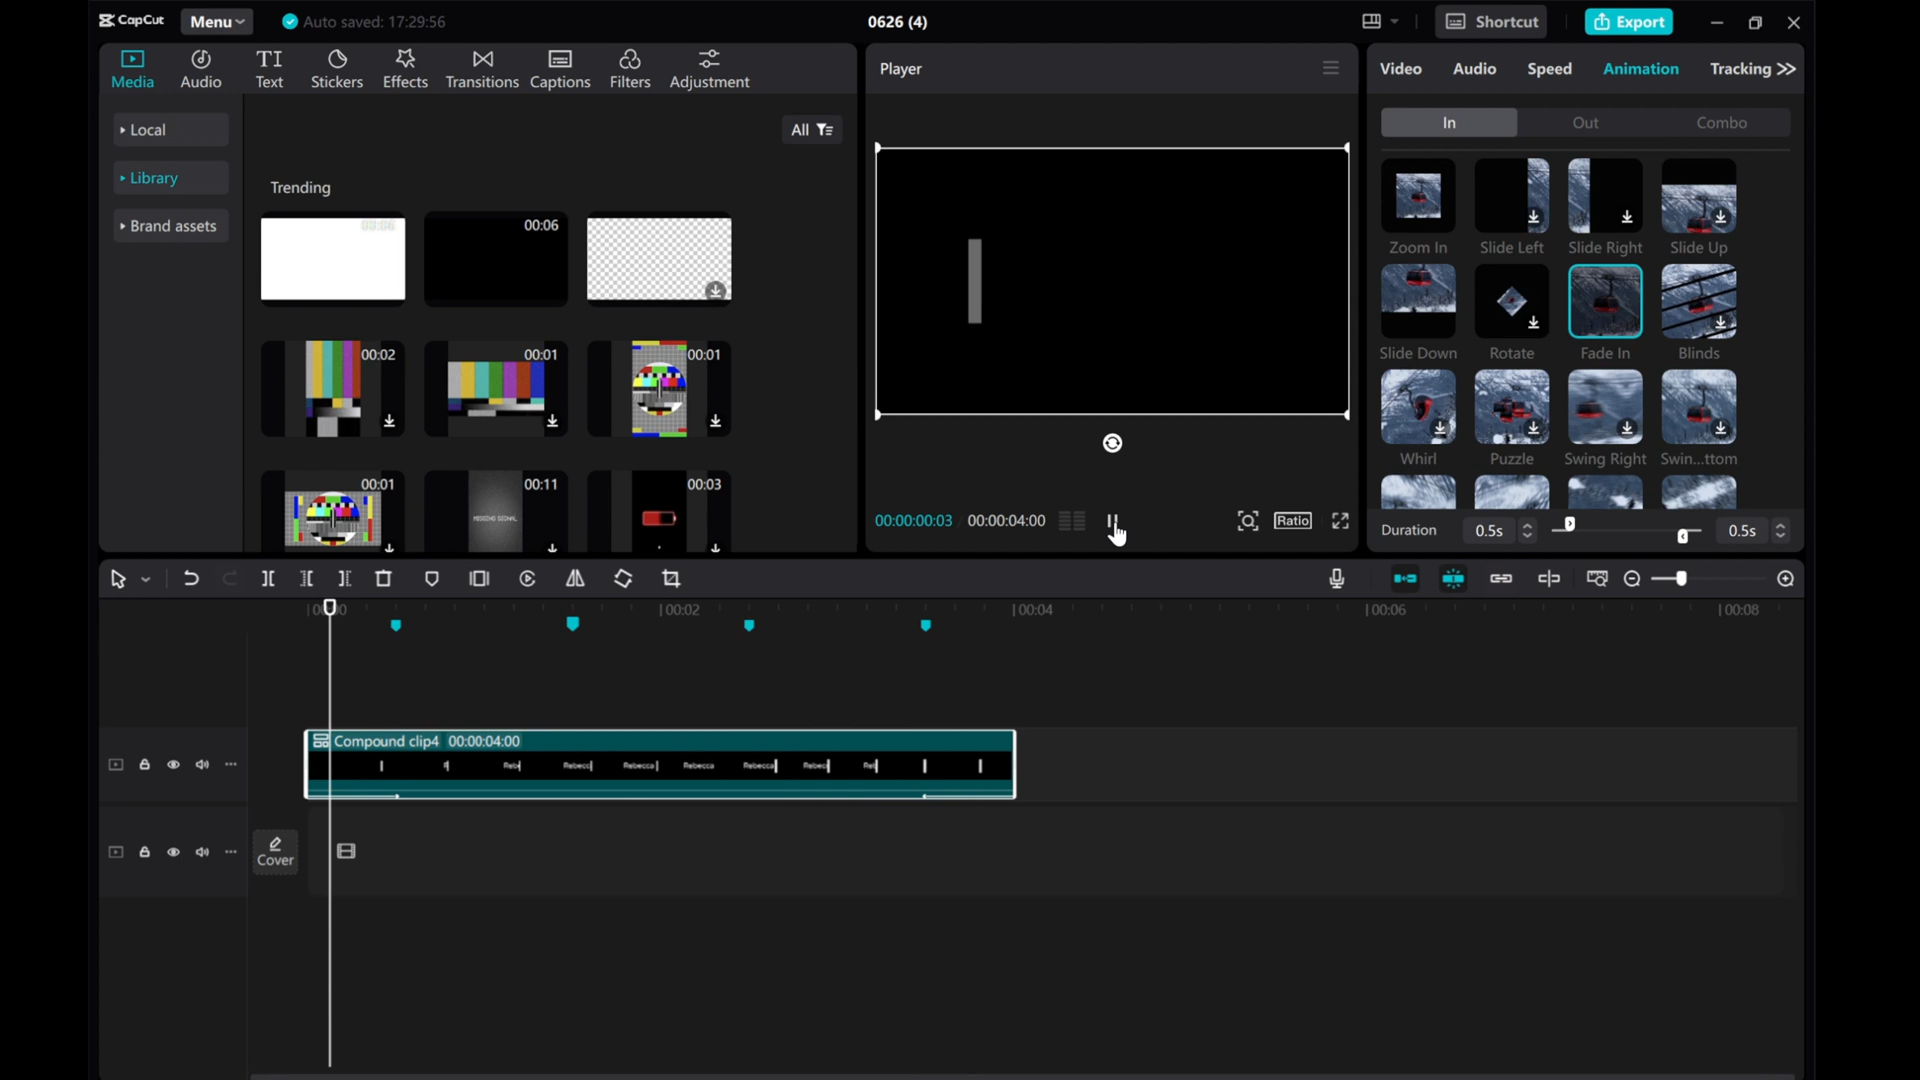 CapCut
Menu
Auto saved: 17:29:56
0626 (4)
Shortcut
Export
Media
Audio
Text
Stickers
Effects
Transitions
Captions
Filters
Adjustment
Local
Library
Brand assets
All
Trending
00:06
00:06
00:02
00:01
00:01
00:01
00:11
MISSING SIGNAL
00:03
Player
00:00:00:03 / 00:00:04:00
Ratio
Video
Audio
Speed
Animation
Tracking
In
Out
Combo
Zoom In
Slide Left
Slide Right
Slide Up
Slide Down
Rotate
Fade In
Blinds
Whirl
Puzzle
Swing Right
Swin...ttom
Duration
0.5s
0.5s
00:02
00:04
00:06
00:08
Compound clip4 00:00:04:00
Rebecca
Rebecca
Rebecca
Cover